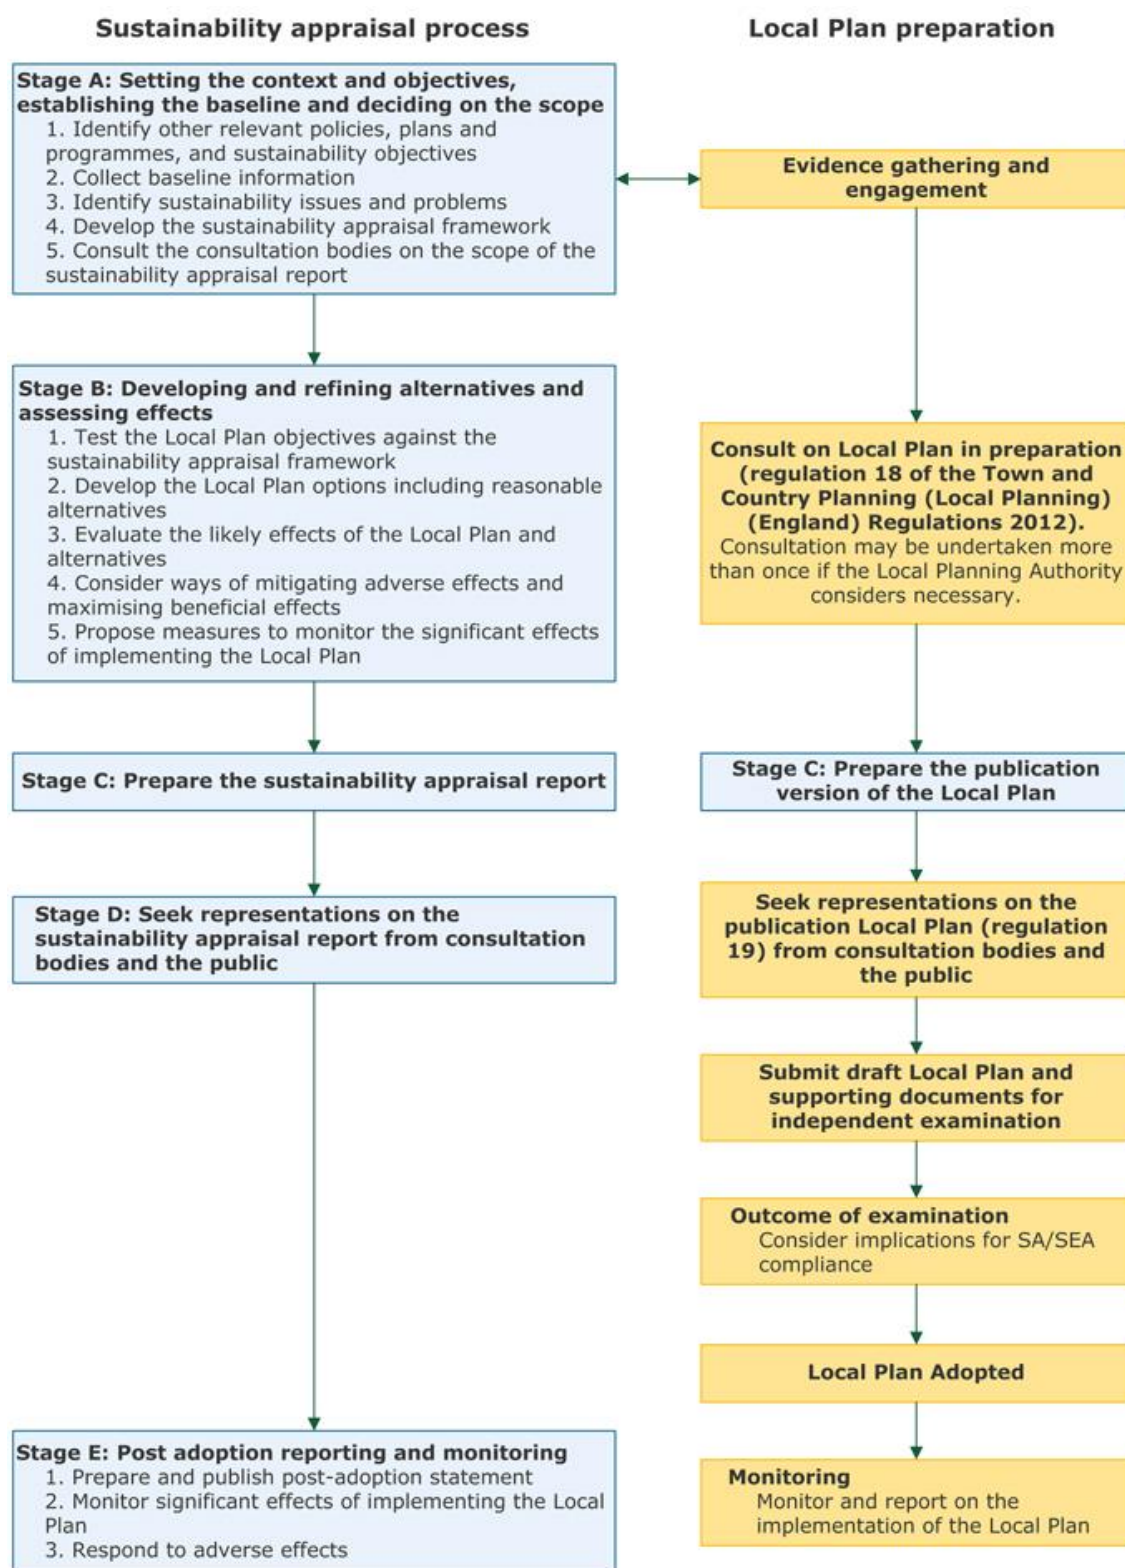 Sustainability appraisal process
Stage A: Setting the context and objectives,
establishing the baseline and deciding on the scope
1. Identify other relevant policies, plans and
programmes, and sustainability objectives
2. Collect baseline information
3. Identify sustainability issues and problems
4. Develop the sustainability appraisal framework
5. Consult the consultation bodies on the scope of the
sustainability appraisal report
Stage B: Developing and refining alternatives and
assessing effects
1. Test the Local Plan objectives against the
sustainability appraisal framework
2. Develop the Local Plan options including reasonable
alternatives
3. Evaluate the likely effects of the Local Plan and
alternatives
4. Consider ways of mitigating adverse effects and
maximising beneficial effects
5. Propose measures to monitor the significant effects
of implementing the Local Plan
Stage C: Prepare the sustainability appraisal report
Stage D: Seek representations on the
sustainability appraisal report from consultation
bodies and the public
Stage E: Post adoption reporting and monitoring
1. Prepare and publish post-adoption statement
2. Monitor significant effects of implementing the Local
Plan
3. Respond to adverse effects
Local Plan preparation
Evidence gathering and
engagement
Consult on Local Plan in preparation
(regulation 18 of the Town and
Country Planning (Local Planning)
(England) Regulations 2012).
Consultation may be undertaken more
than once if the Local Planning Authority
considers necessary.
Stage C: Prepare the publication
version of the Local Plan
Seek representations on the
publication Local Plan (regulation
19) from consultation bodies and
the public
Submit draft Local Plan and
supporting documents for
independent examination
Outcome of examination
Consider implications for SA/SEA
compliance
Local Plan Adopted
Monitoring
Monitor and report on the
implementation of the Local Plan